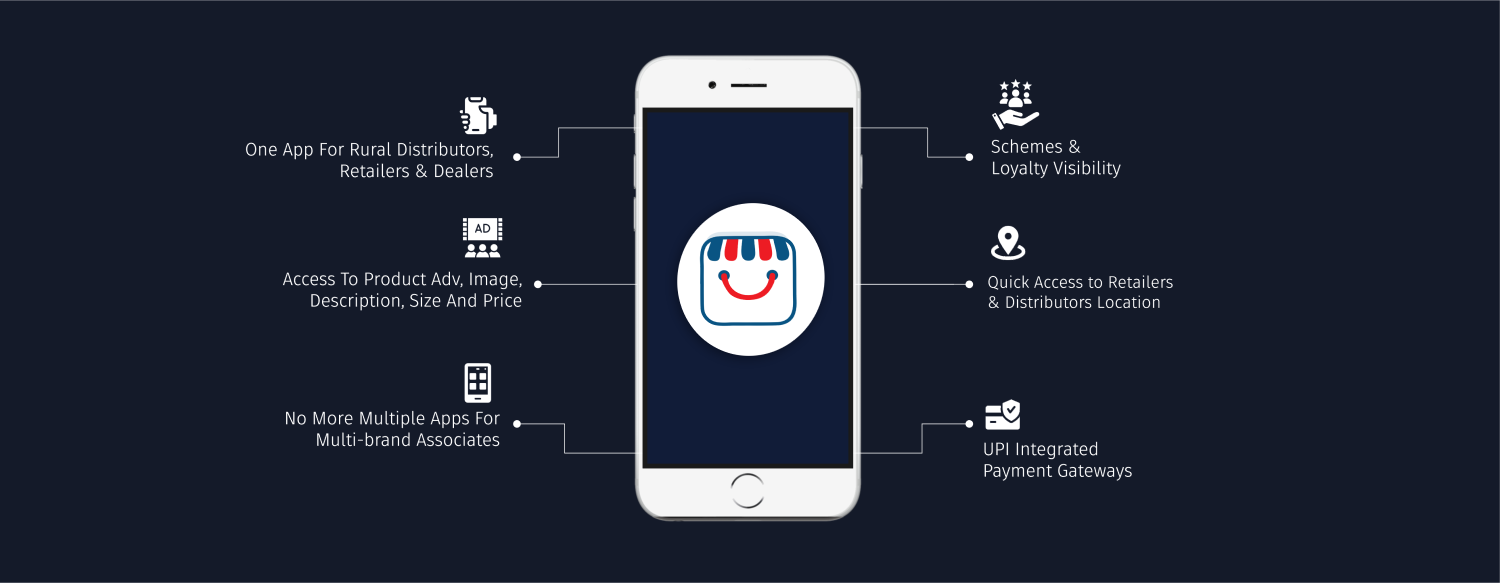 One App For Rural Distributors,
Retailers & Dealers
AD
Access To Product Adv, Image,
Description, Size And Price
No More Multiple Apps For
Multi-brand Associates
Schemes &
Loyalty Visibility
Quick Access to Retailers
& Distributors Location
UPI Integrated
Payment Gateways